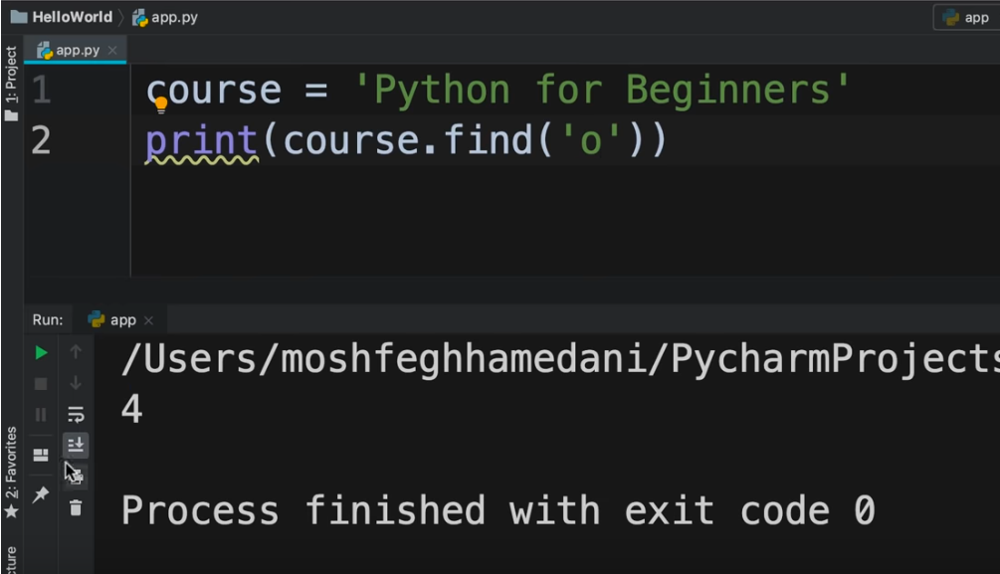 HelloWorld app.py app
1: Project
app.py
1 course = 'Python for Beginners'
2 print(course.find('o'))
Run: app
/Users/moshfeghhamedani/PycharmProjects
4
2: Favorites
Process finished with exit code 0